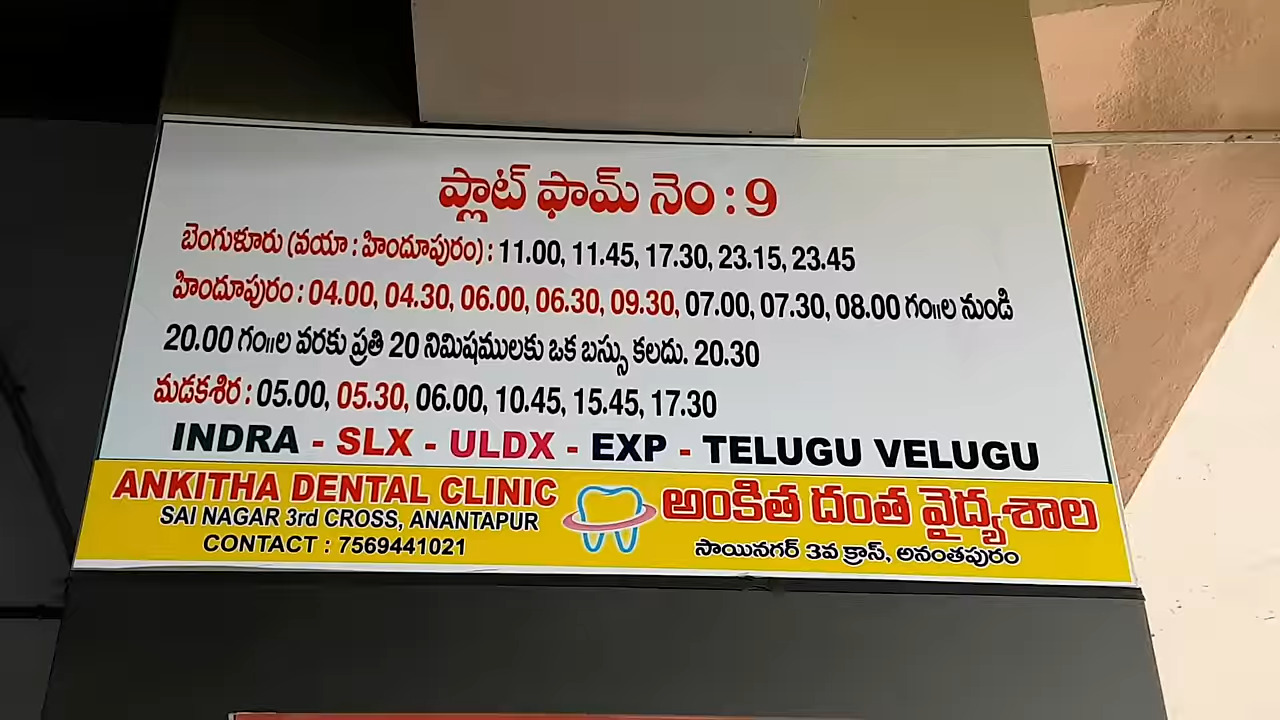 ప్లాట్ ఫామ్ నెం : 9
బెంగుళూరు (వయా : హిందూపురం) : 11.00, 11.45, 17.30, 23.15, 23.45
హిందూపురం : 04.00, 04.30, 06.00, 06.30, 09.30, 07.00, 07.30, 08.00 గం॥ల నుండి
20.00 గం॥ల వరకు ప్రతి 20 నిమిషములకు ఒక బస్సు కలదు. 20.30
మడకశిర : 05.00, 05.30, 06.00, 10.45, 15.45, 17.30
INDRA - SLX - ULDX - EXP - TELUGU VELUGU
ANKITHA DENTAL CLINIC
SAI NAGAR 3rd CROSS, ANANTAPUR
CONTACT : 7569441021
అంకిత దంత వైద్యశాల
సాయినగర్ 3వ క్రాస్, అనంతపురం